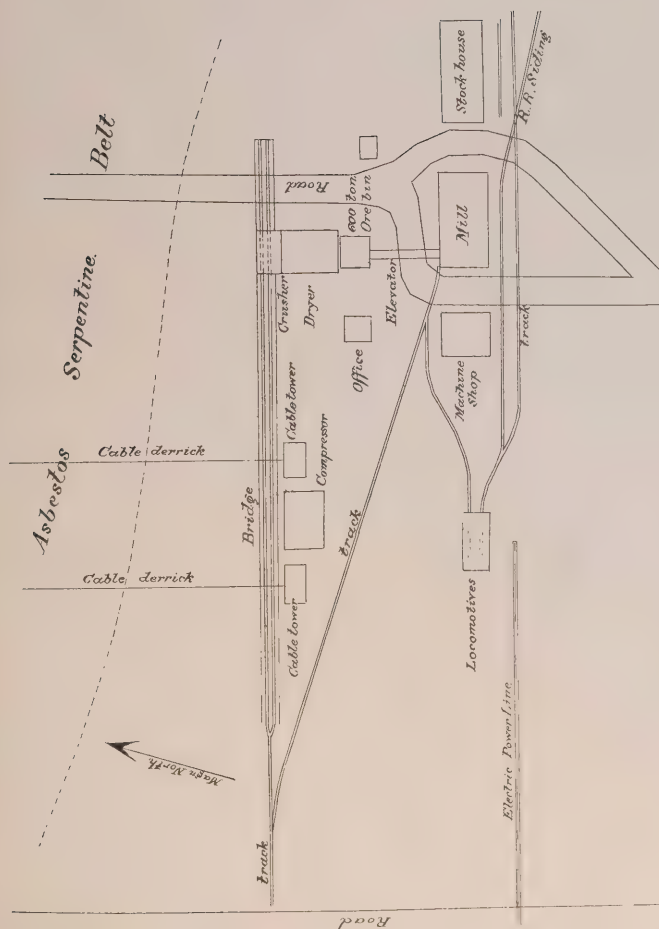 Belt
Serpentine.
Asbestos
Stock house
R. R. Siding
Road
600 ton
Ore bin
Mill
Crusher
Dryer
Elevator
Office
Machine
Shop
track
Cable tower
Cable derrick
Compressor
Bridge
track
Cable derrick
Cable tower
Locomotives
Magn North.
Electric Power Line
track
Road